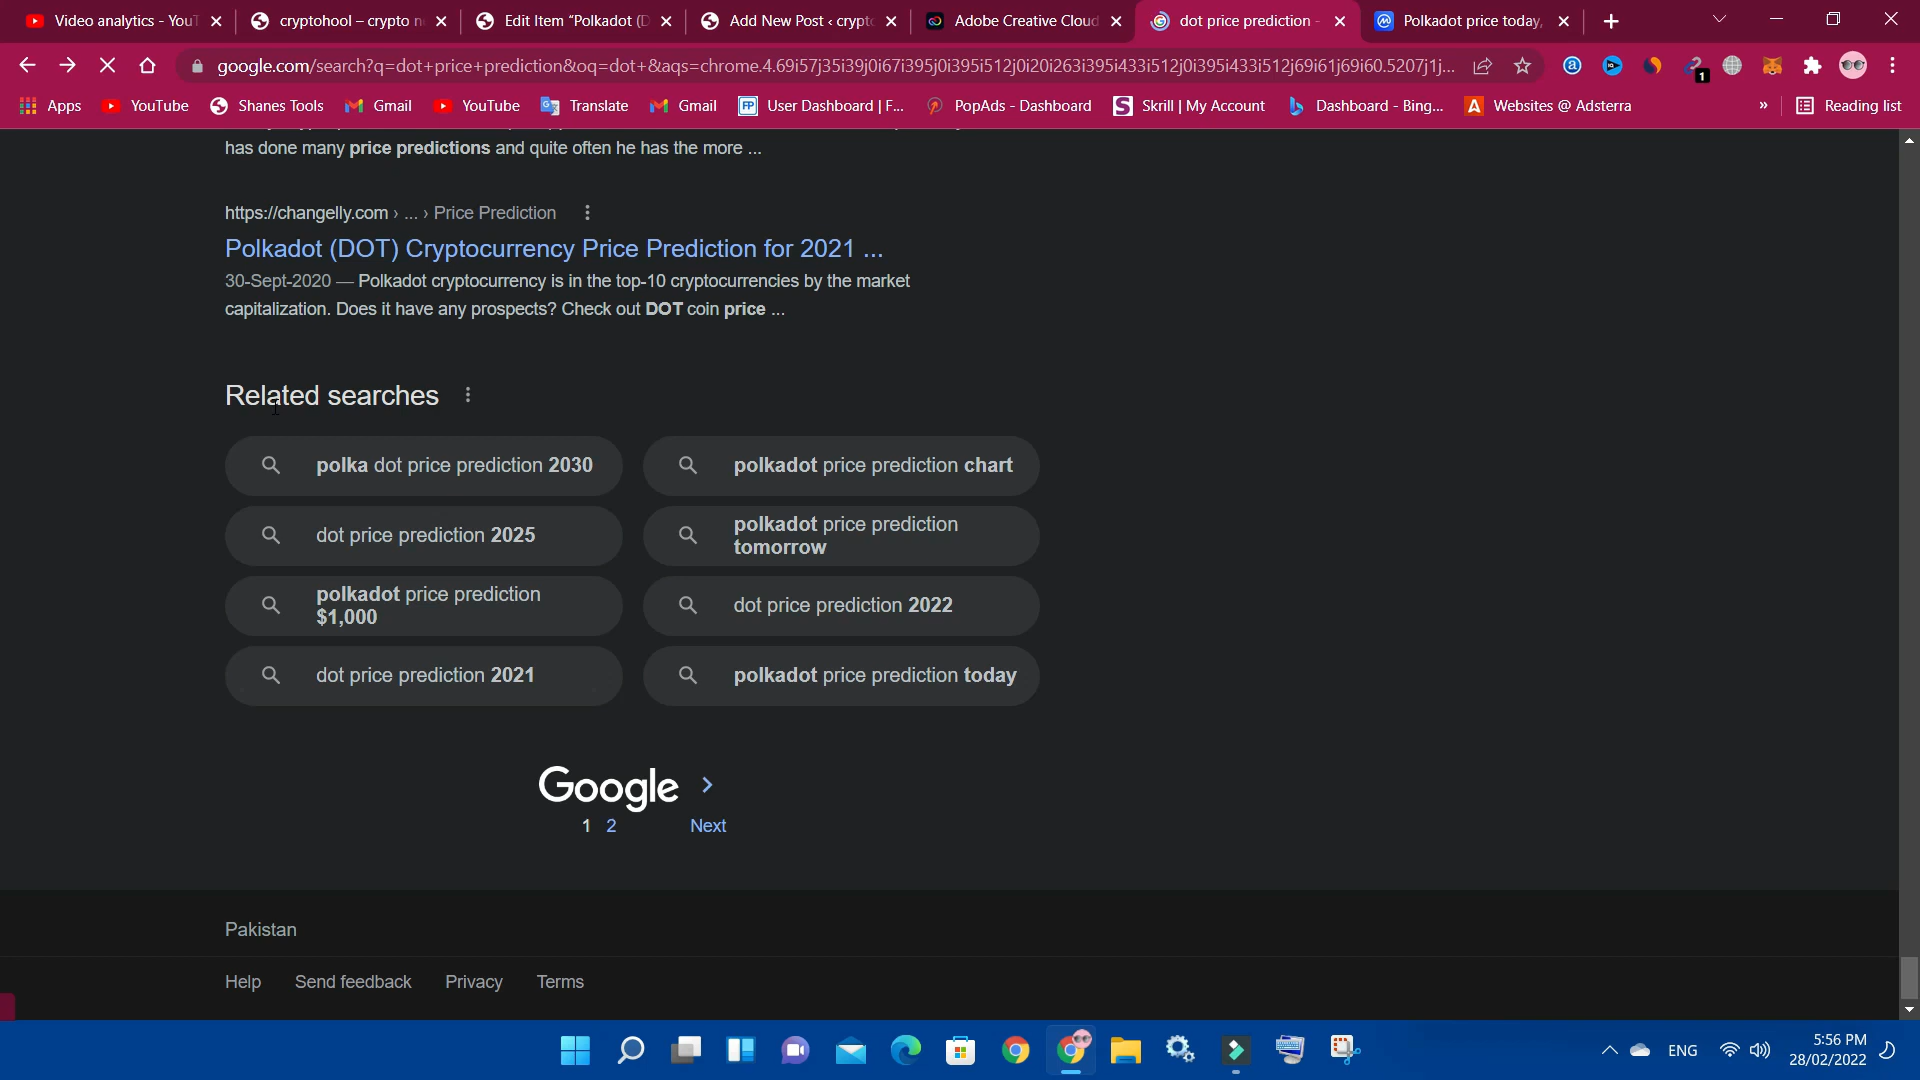 Video analytics - YouT
cryptohool – crypto n
Edit Item “Polkadot (D
Add New Post ‹ crypt
Adobe Creative Cloud
dot price prediction -
Polkadot price today,
google.com/search?q=dot+price+prediction&oq=dot+&aqs=chrome.4.69i57j35i39j0i67i395j0i395i512j0i20i263i395i433i512j0i395i433i512j69i61j69i60.5207j1j...
1
Apps
YouTube
Shanes Tools
Gmail
YouTube
Translate
Gmail
User Dashboard | F...
PopAds - Dashboard
Skrill | My Account
Dashboard - Bing...
Websites @ Adsterra
»
Reading list
has done many price predictions and quite often he has the more ...
https://changelly.com › ... › Price Prediction
Polkadot (DOT) Cryptocurrency Price Prediction for 2021 ...
30-Sept-2020 — Polkadot cryptocurrency is in the top-10 cryptocurrencies by the market
capitalization. Does it have any prospects? Check out DOT coin price ...
Related searches
polka dot price prediction 2030
polkadot price prediction chart
dot price prediction 2025
polkadot price prediction
tomorrow
polkadot price prediction
$1,000
dot price prediction 2022
dot price prediction 2021
polkadot price prediction today
Google
1 2 Next
Pakistan
Help Send feedback Privacy Terms
ENG
5:56 PM
28/02/2022